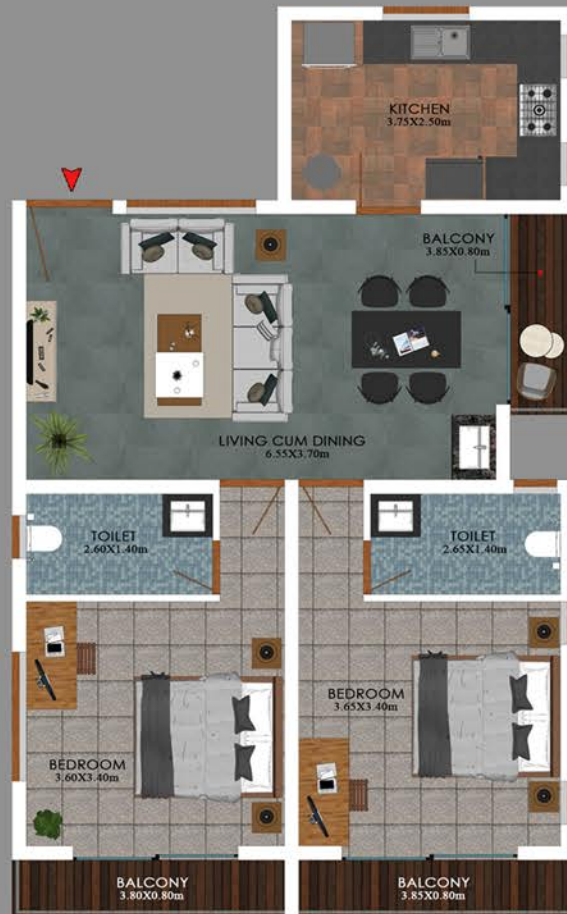 KITCHEN
3.75X2.50m
BALCONY
3.85X0.80m
LIVING CUM DINING
6.55X3.70m
TOILET
2.60X1.40m
TOILET
2.65X1.40m
BEDROOM
3.65X3.40m
BEDROOM
3.60X3.40m
BALCONY
3.80X0.80m
BALCONY
3.85X0.80m